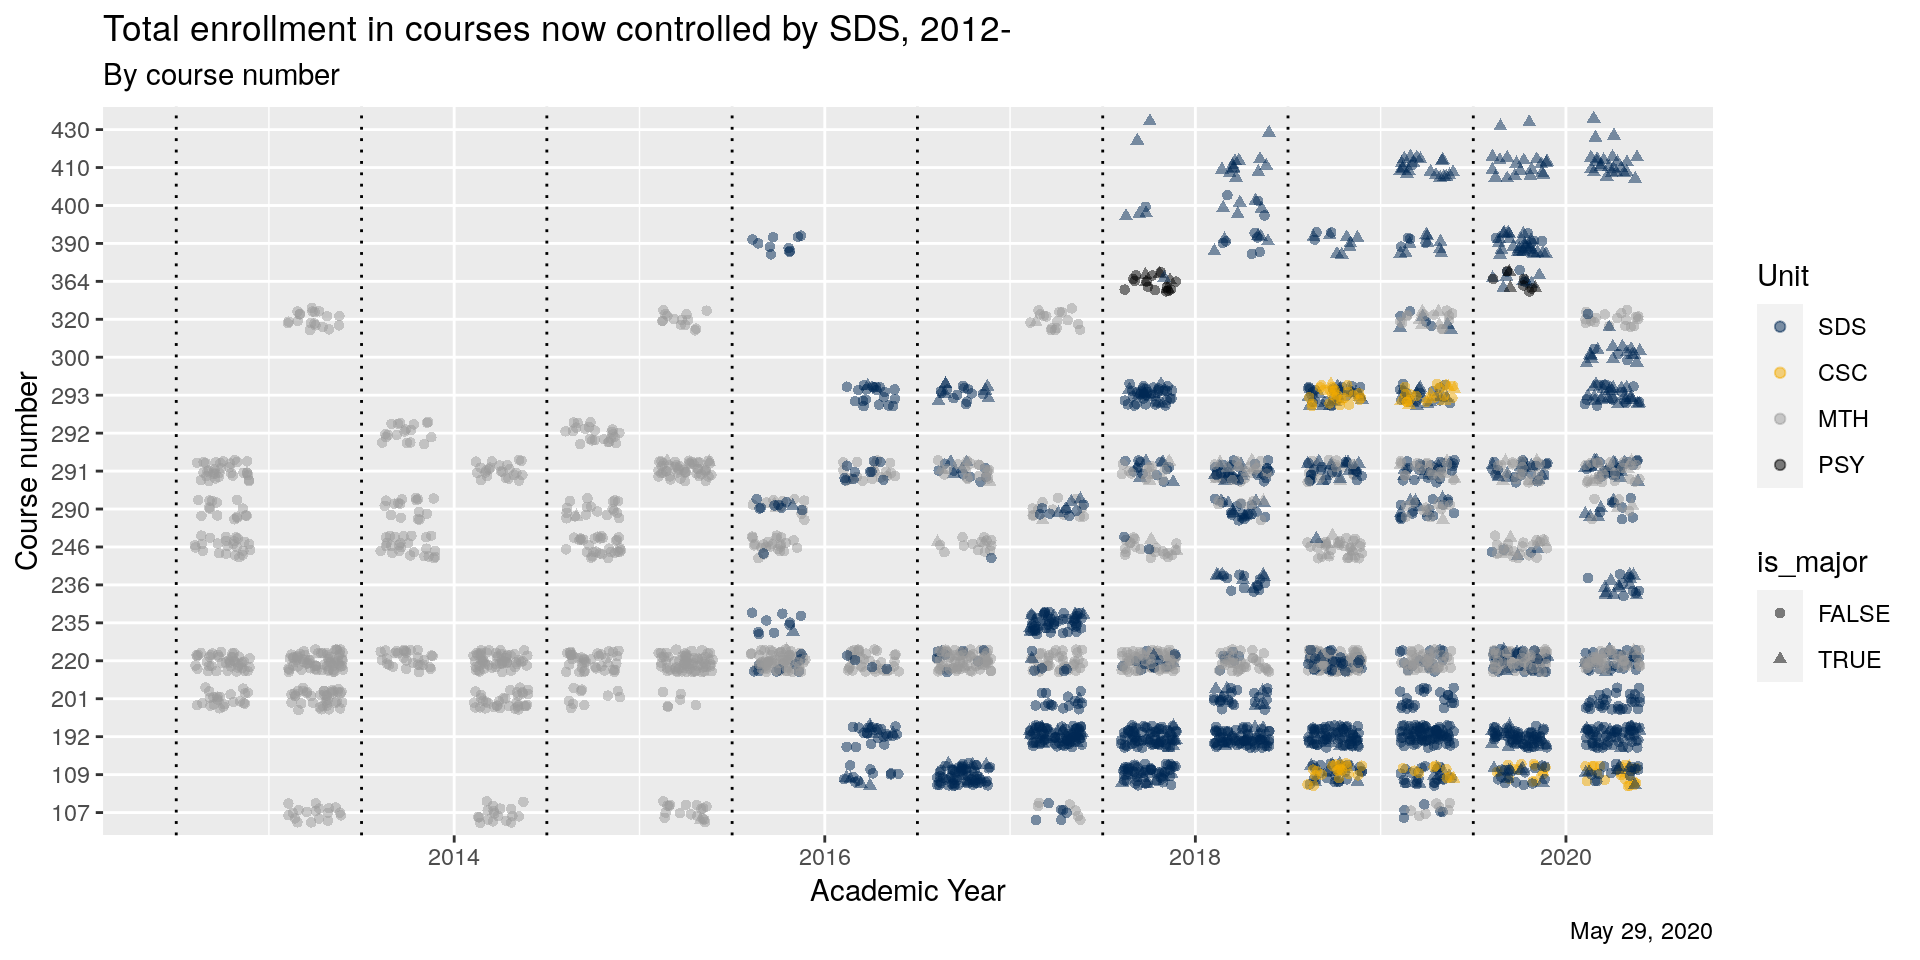 Total enrollment in courses now controlled by SDS, 2012-
By course number
Course number
430
410
400
390
364
320
300
293
292
291
290
246
236
235
220
201
192
109
107
2014 2016 2018 2020
Academic Year
Unit
SDS
CSC
MTH
PSY
is_major
FALSE
TRUE
May 29, 2020